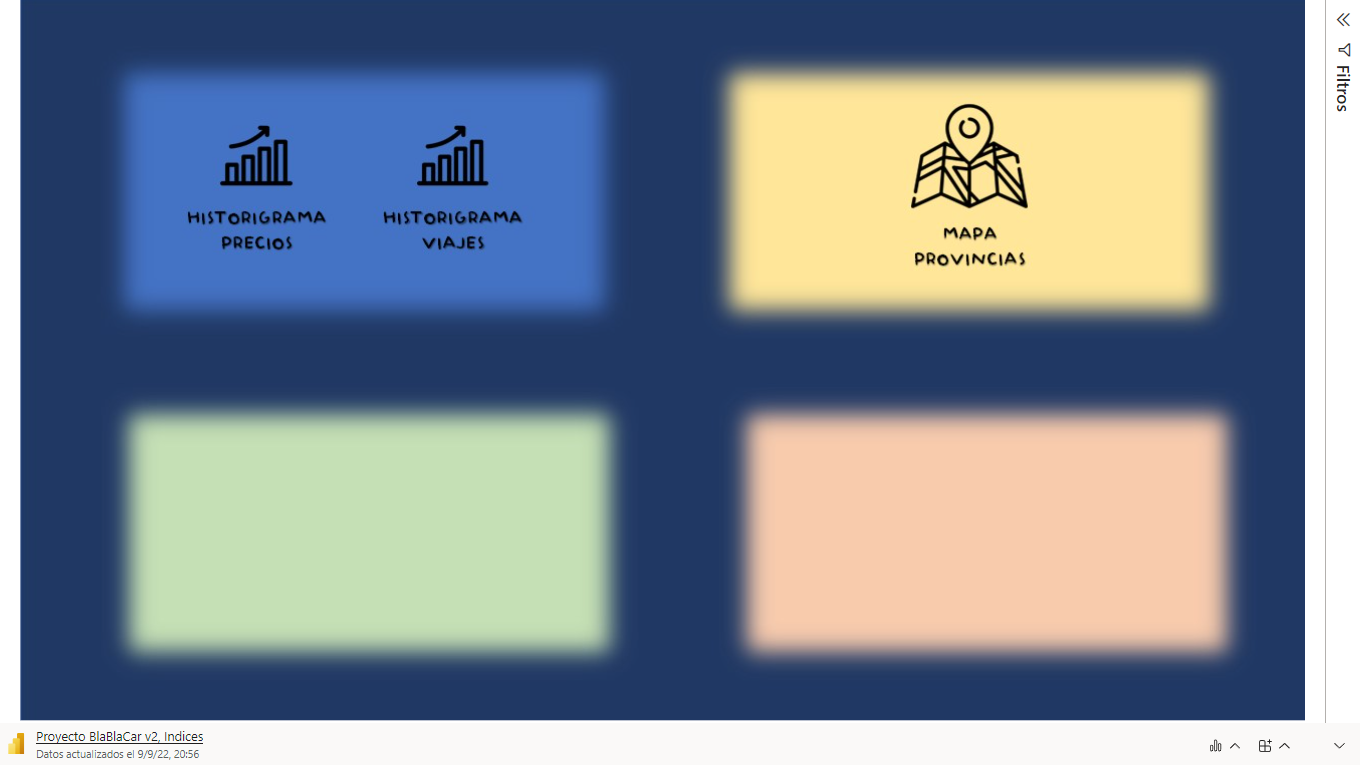 HISTORIGRAMA
PRECIOS
HISTORIGRAMA
VIAJES
MAPA
PROVINCIAS
Filtros
Proyecto BlaBlaCar v2, Indices
Datos actualizados el 9/9/22, 20:56